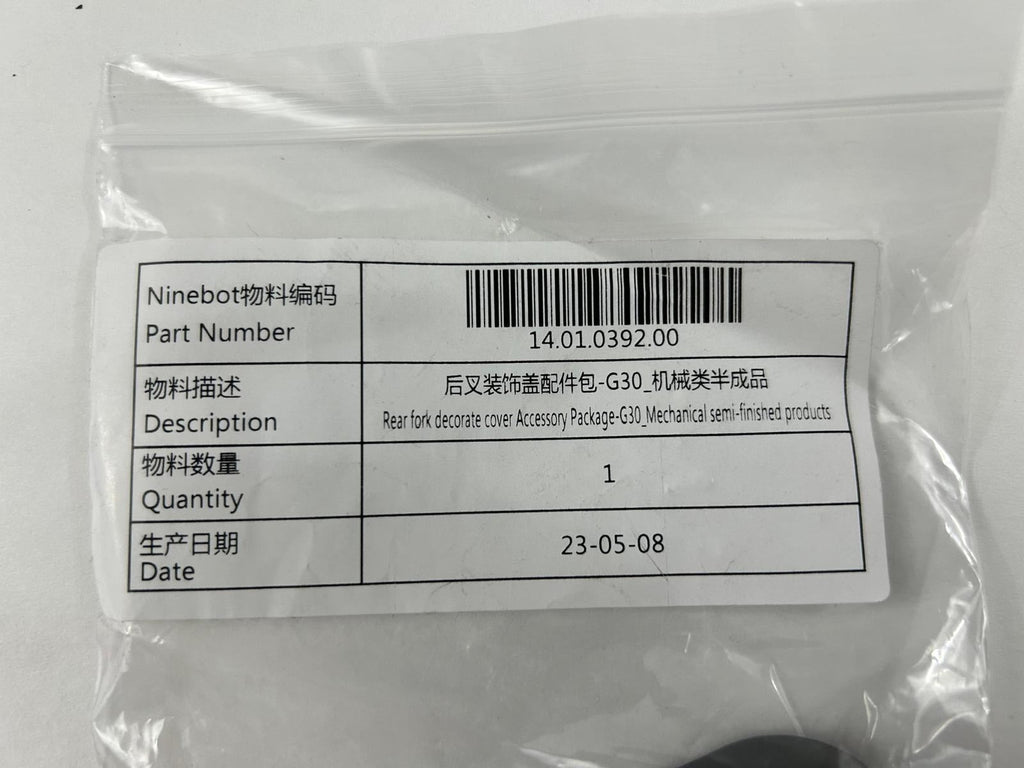 Ninebot物料编码
Part Number
14.01.0392.00
物料描述
Description
后叉装饰盖配件包-G30_机械类半成品
Rear fork decorate cover Accessory Package-G30_Mechanical semi-finished products
物料数量
Quantity
1
生产日期
Date
23-05-08